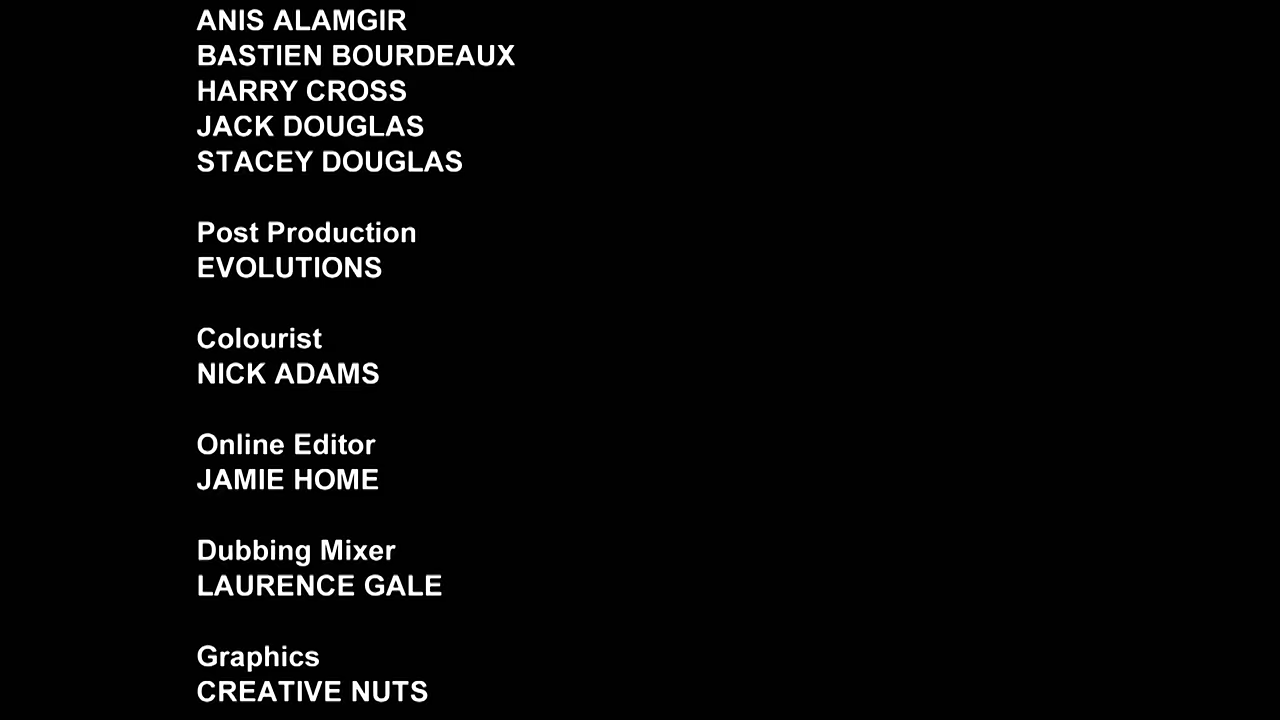 ANIS ALAMGIR
BASTIEN BOURDEAUX
HARRY CROSS
JACK DOUGLAS
STACEY DOUGLAS
Post Production
EVOLUTIONS
Colourist
NICK ADAMS
Online Editor
JAMIE HOME
Dubbing Mixer
LAURENCE GALE
Graphics
CREATIVE NUTS